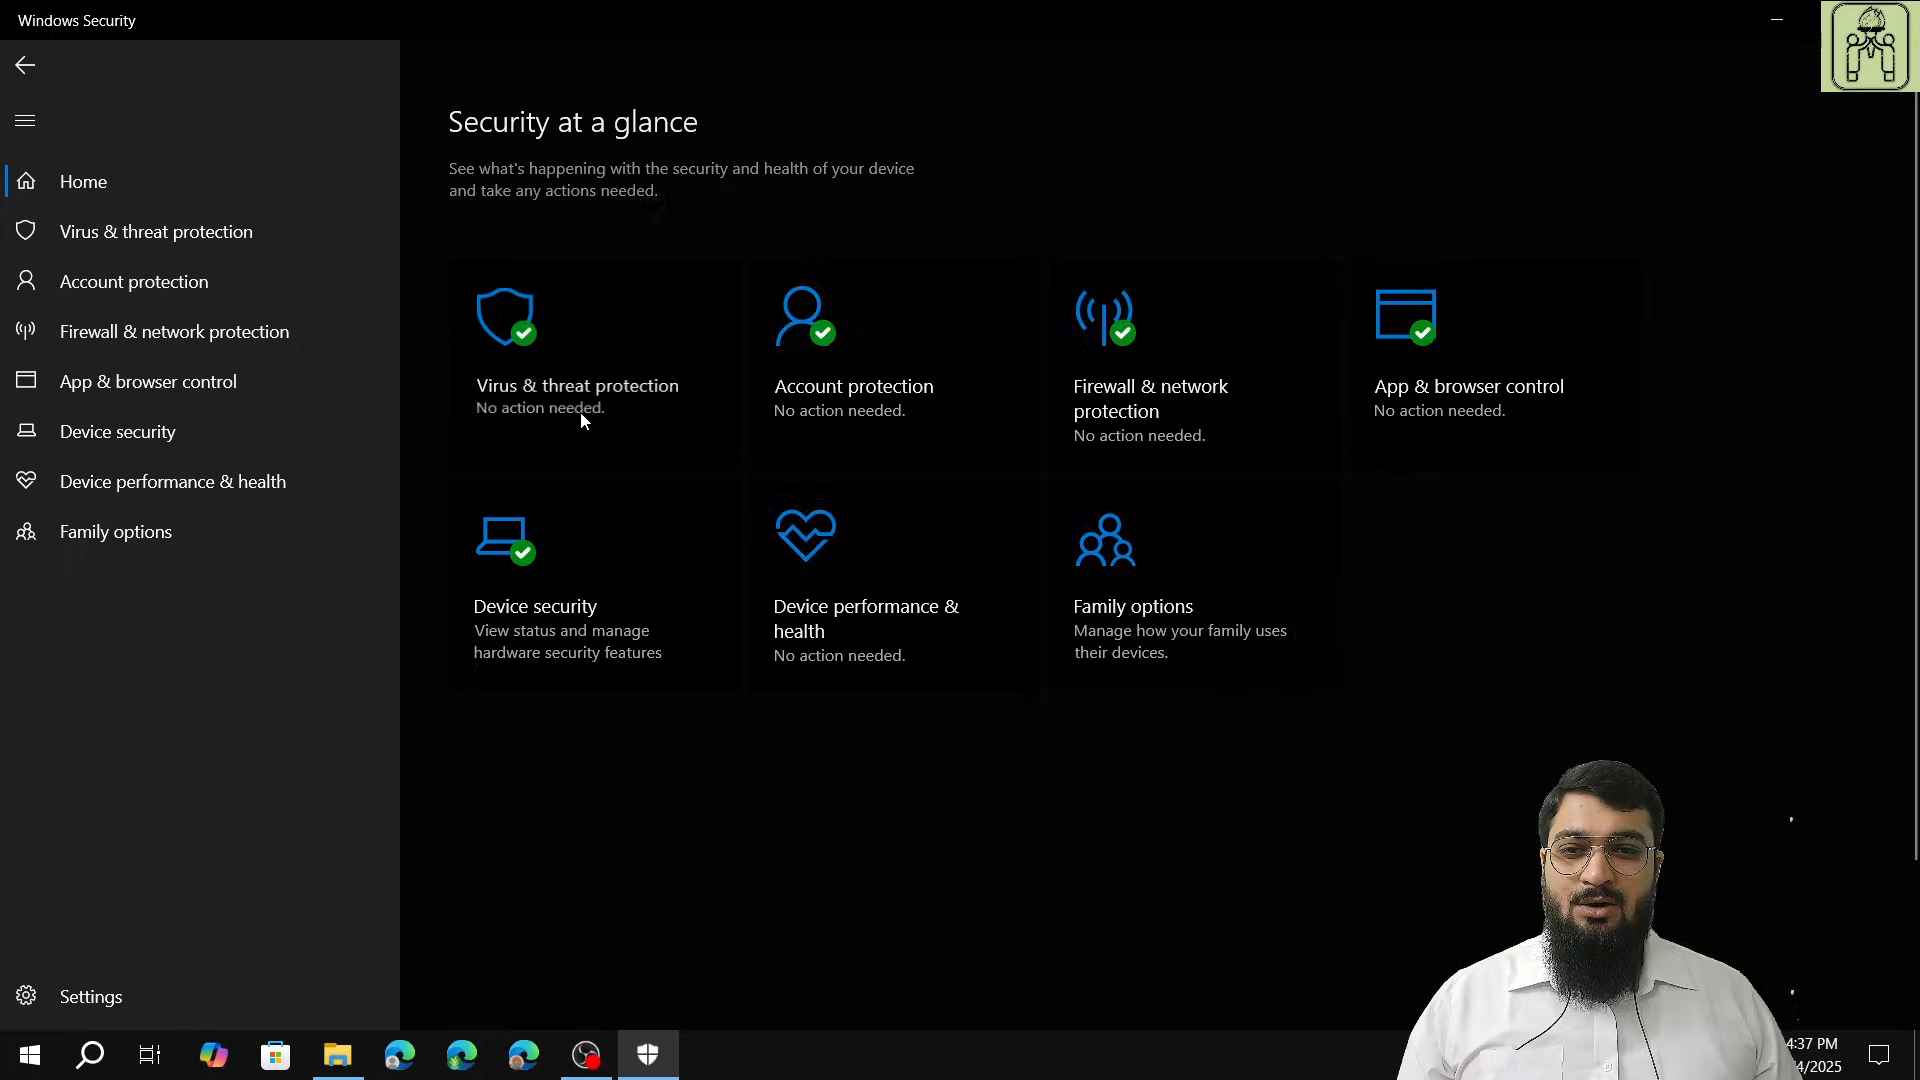 Windows Security
Home
Virus & threat protection
Account protection
Firewall & network protection
App & browser control
Device security
Device performance & health
Family options
Settings
Security at a glance
See what's happening with the security and health of your device
and take any actions needed.
Virus & threat protection
No action needed.
Account protection
No action needed.
Firewall & network
protection
No action needed.
App & browser control
No action needed.
Device security
View status and manage
hardware security features
Device performance &
health
No action needed.
Family options
Manage how your family uses
their devices.
4:37 PM
4/2025